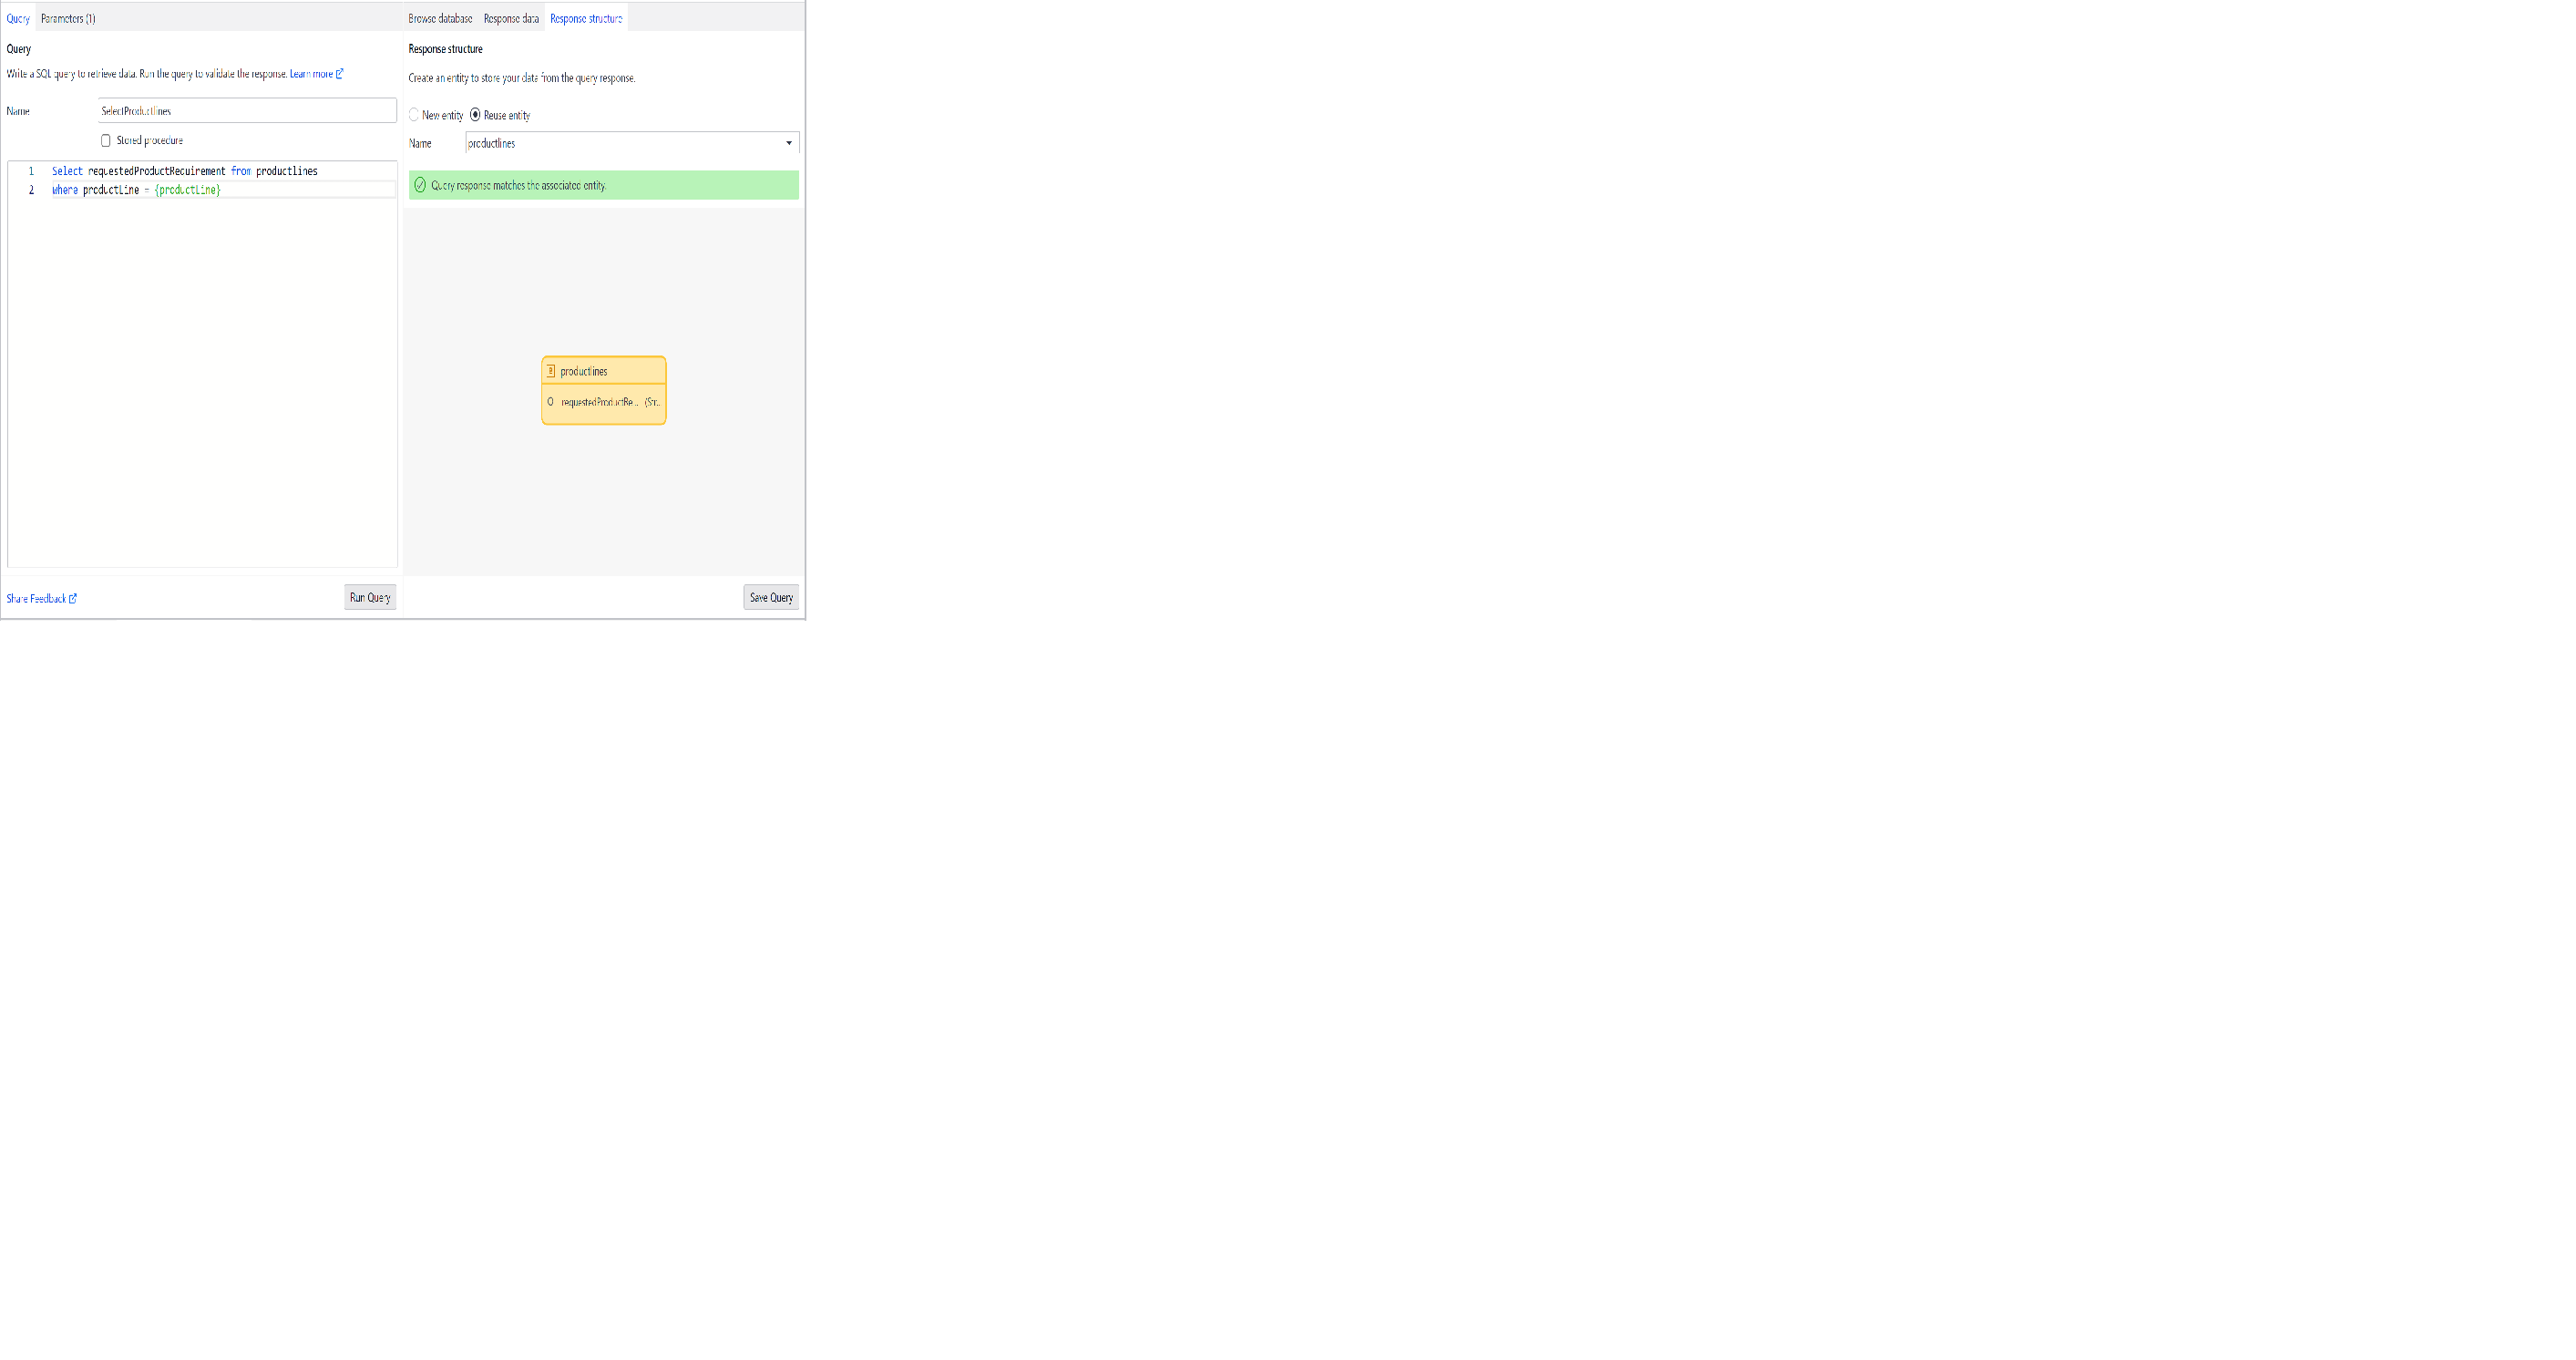 Query Parameters (1)
Query
Write a SQL query to retrieve data. Run the query to validate the response. Learn more
Name SelectProductlines
Stored procedure
1 Select requestedProductRequirement from productlines
2 where productLine = {productLine}
Share Feedback Run Query
Browse database Response data Response structure
Response structure
Create an entity to store your data from the query response.
New entity Reuse entity
Name productlines
Query response matches the associated entity.
productlines
requestedProductRe... (Str...
Save Query